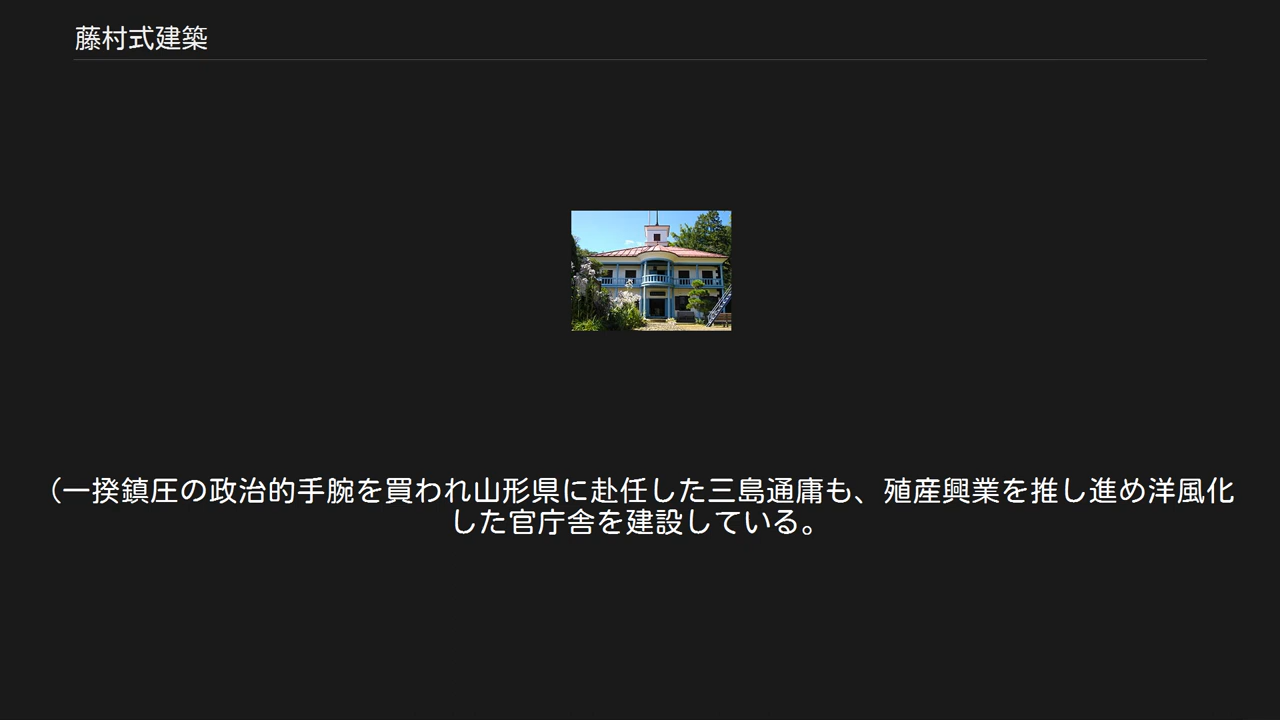 藤村式建築
（一揆鎮圧の政治的手腕を買われ山形県に赴任した三島通庸も、殖産興業を推し進め洋風化
した官庁舎を建設している。